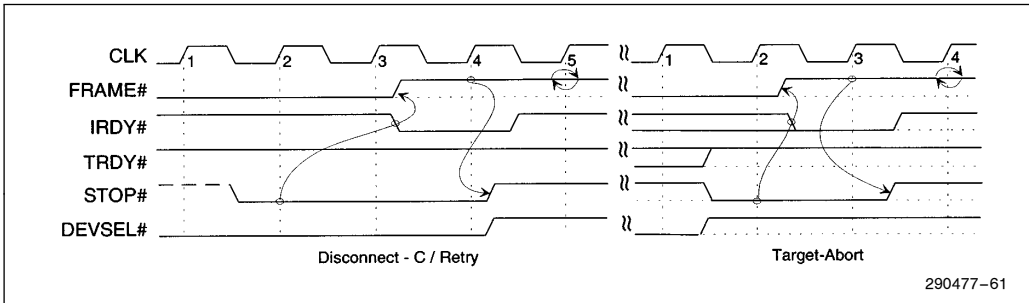 CLK 1 2 3 4 5 1 2 3 4
FRAME#
IRDY#
TRDY#
STOP#
DEVSEL#
Disconnect - C / Retry Target-Abort
290477–61